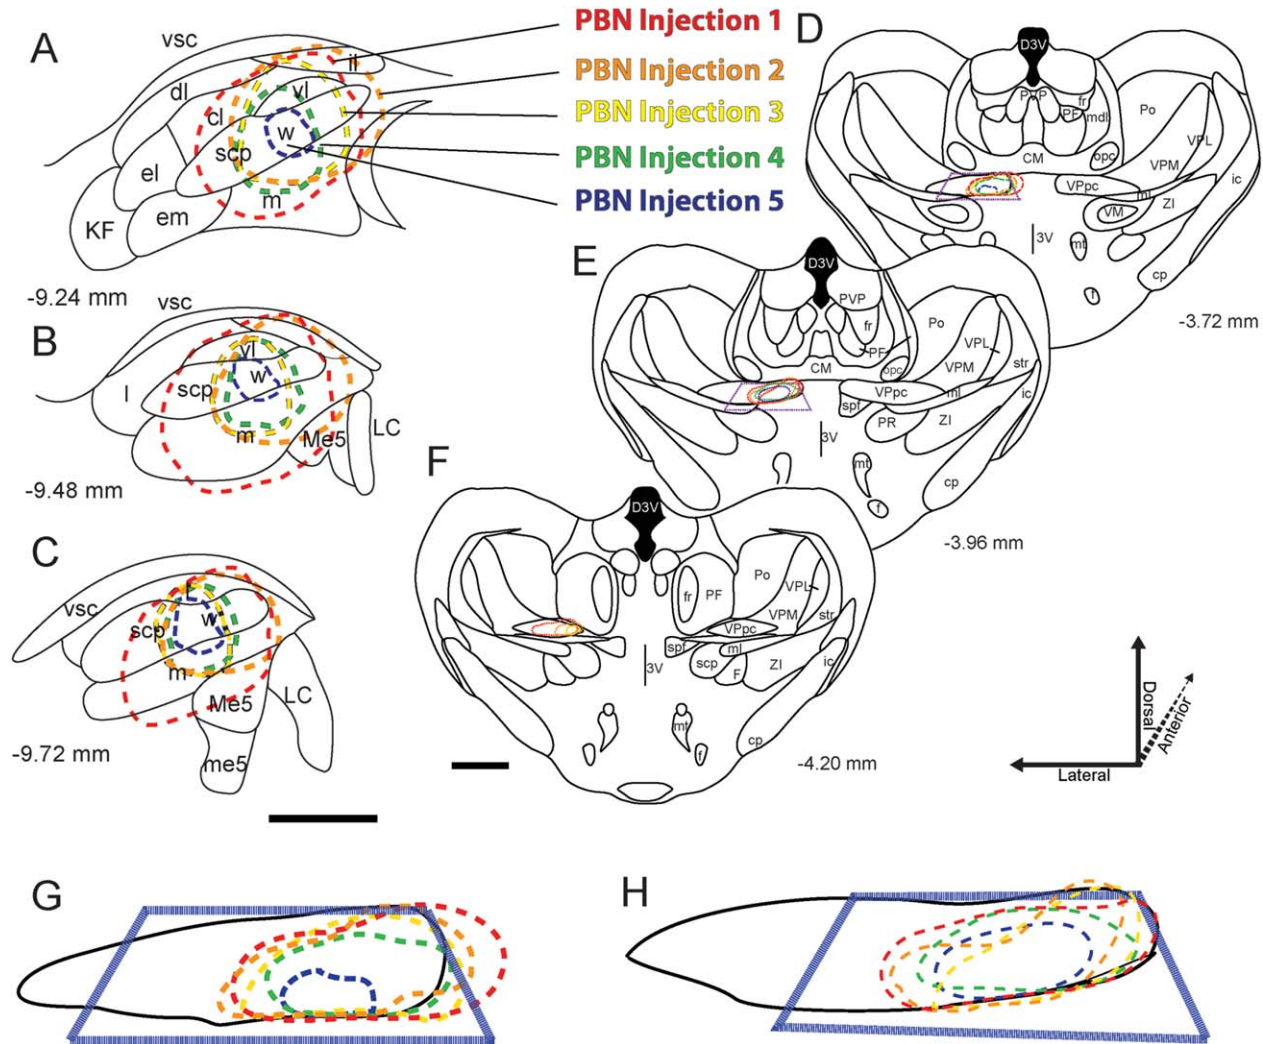 PBN Injection 1
PBN Injection 2
PBN Injection 3
PBN Injection 4
PBN Injection 5
A
vsc
dl
il
vl
cl
w
scp
el
m
em
KF
-9.24 mm
B
vsc
vl
w
l
scp
m
Me5
LC
-9.48 mm
C
vsc
w
scp
m
Me5
LC
me5
-9.72 mm
D
D3V
PVP
fr
PF
mdl
Po
VPL
VPM
CM
opc
ic
VPpc
ml
ZI
VM
3V
mt
cp
f
-3.72 mm
E
D3V
PVP
fr
Po
PF
VPL
CM
opc
VPM
str
VPpc
ml
ic
spf
PR
ZI
3V
mt
cp
f
-3.96 mm
F
D3V
Po
fr
PF
VPL
VPM
str
VPpc
spf
ml
3V
scp
F
ZI
ic
mt
f
cp
-4.20 mm
Dorsal
Anterior
Lateral
G
H